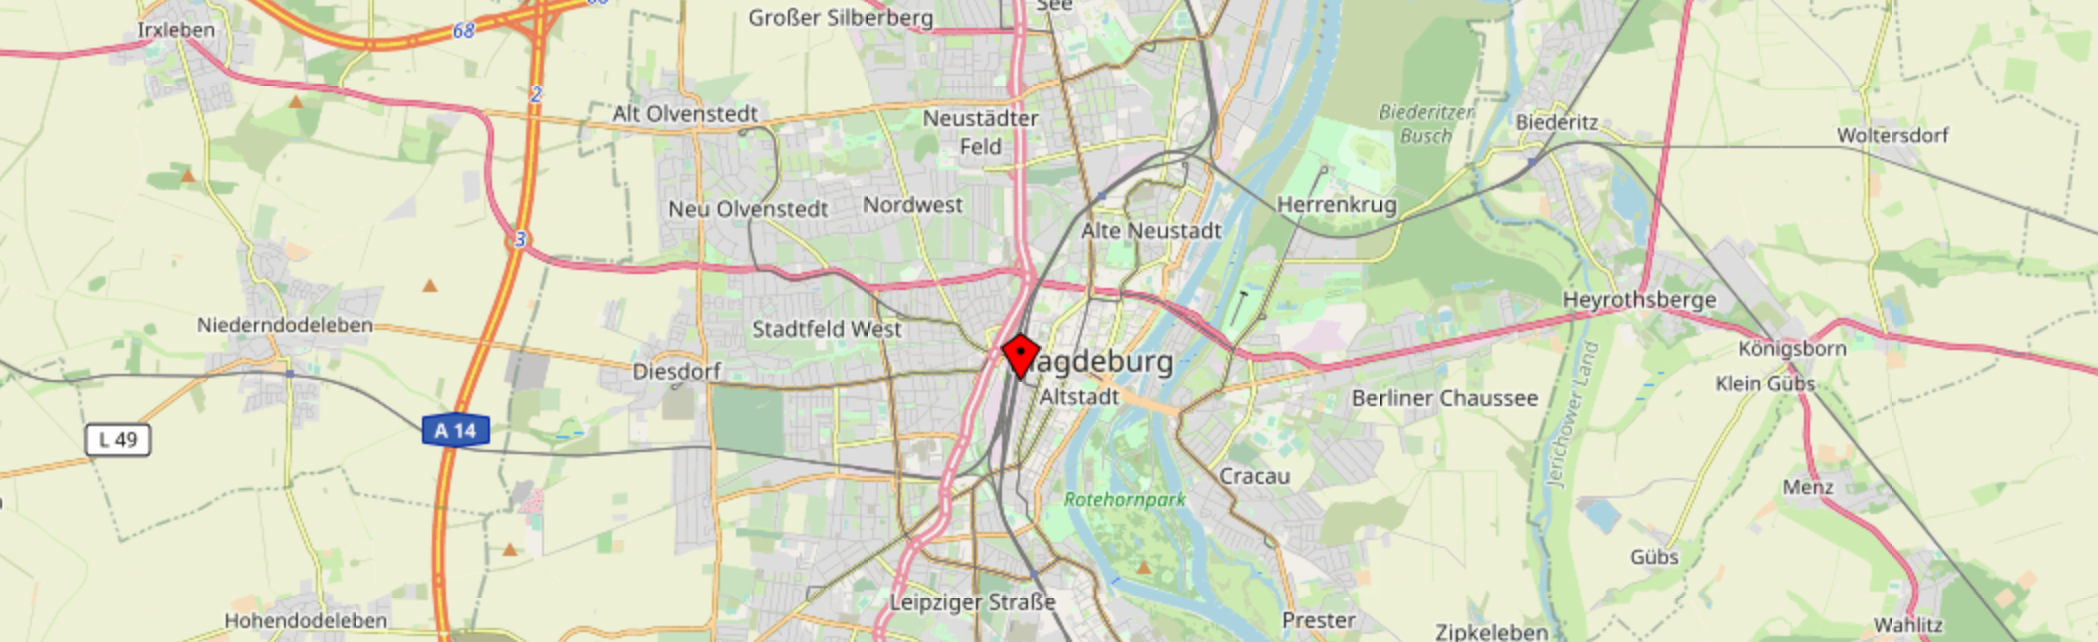 See
68
Großer Silberberg
Irxleben
2
Alt Olvenstedt
Neustädter
Feld
Biederitzer
Busch
Biederitz
Woltersdorf
Neu Olvenstedt
Nordwest
Herrenkrug
Alte Neustadt
3
Heyrothsberge
Niederndodeleben
Stadtfeld West
Königsborn
agdeburg
Diesdorf
Klein Gübs
Altstadt
Berliner Chaussee
Jerichower Land
A 14
L 49
Cracau
Menz
Rotehornpark
Gübs
Leipziger Straße
Hohendodeleben
Prester
Zipkeleben
Wahlitz